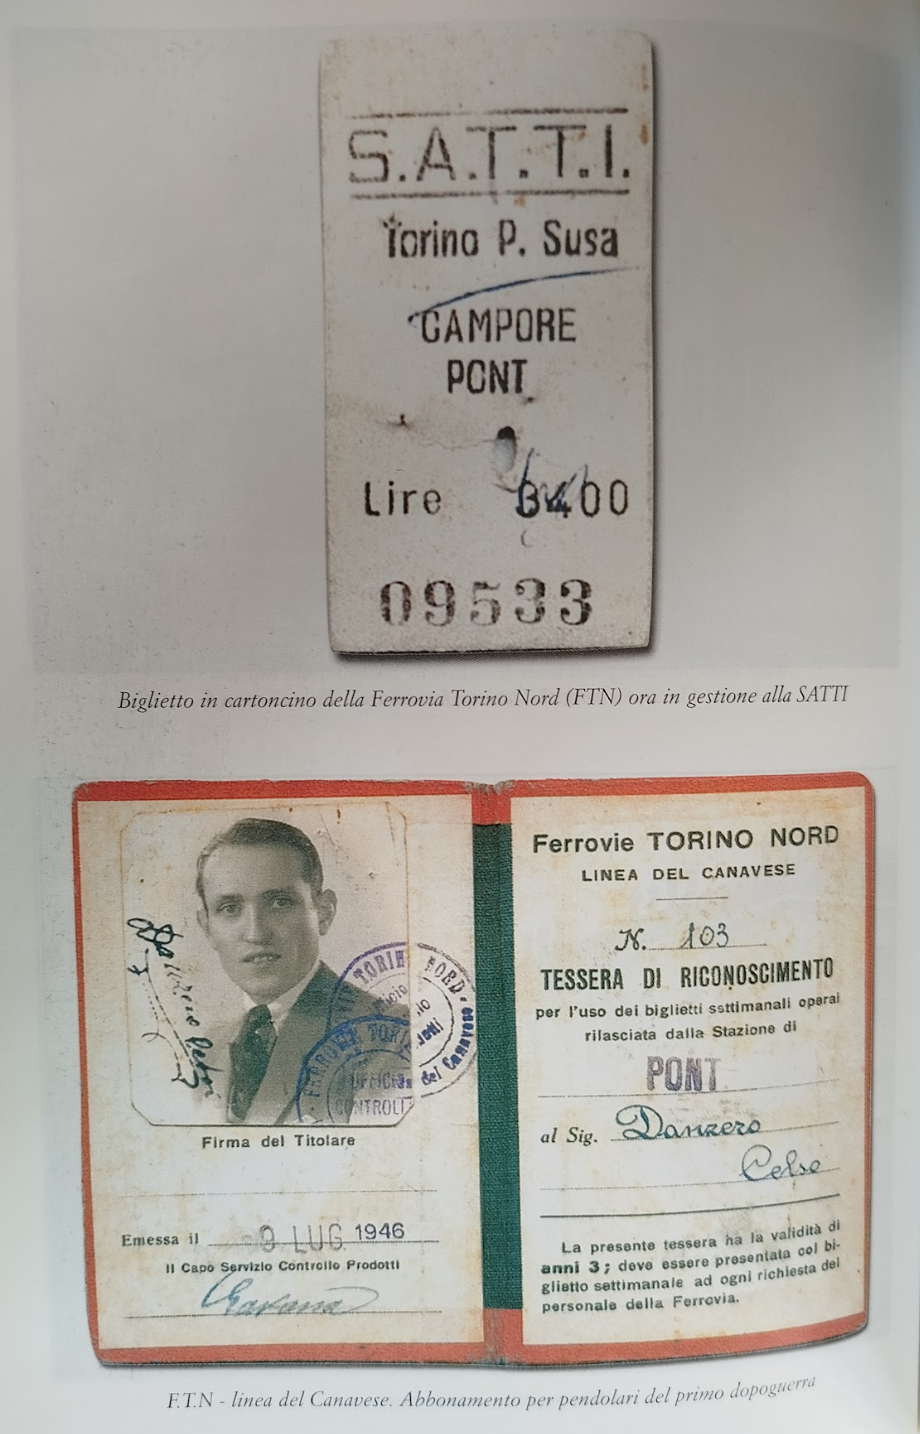 S.A.T.T.I.
Torino P. Susa
CAMPORE
PONT
Lire 3400
09533
Biglietto in cartoncino della Ferrovia Torino Nord (FTN) ora in gestione alla SATTI
Firma del Titolare
Emessa il 9 LUG 1946
Il Capo Servizio Controllo Prodotti
Ferrovie TORINO NORD
LINEA DEL CANAVESE
N. 103
TESSERA DI RICONOSCIMENTO
per l'uso dei biglietti settimanali operai
rilasciata dalla Stazione di
PONT
al Sig. Danzero
Celso
La presente tessera ha la validità di
anni 3; deve essere presentata col bi-
glietto settimanale ad ogni richiesta del
personale della Ferrovia.
F.T.N - linea del Canavese. Abbonamento per pendolari del primo dopoguerra